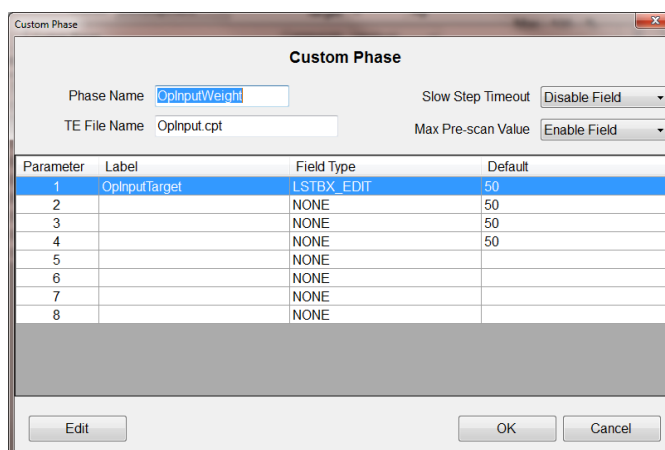 Custom Phase
Custom Phase
Phase Name OpInputWeight Slow Step Timeout Disable Field
TE File Name OpInput.cpt Max Pre-scan Value Enable Field
Parameter Label Field Type Default
1 OpInputTarget LSTBX_EDIT 50
2 NONE 50
3 NONE 50
4 NONE 50
5 NONE
6 NONE
7 NONE
8 NONE
Edit OK Cancel